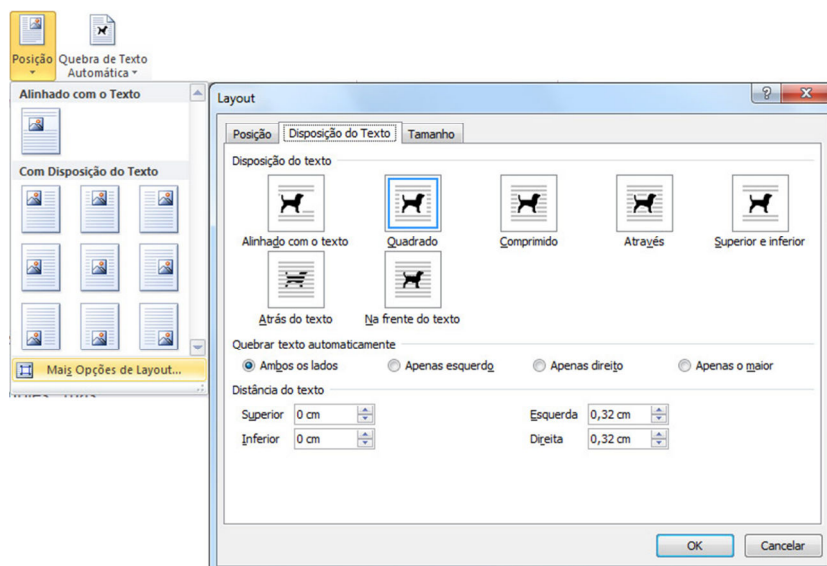 Posição Quebra de Texto
Automática
Alinhado com o Texto
Com Disposição do Texto
Mais Opções de Layout...
Layout
Posição Disposição do Texto Tamanho
Disposição do texto
Alinhado com o texto Quadrado Comprimido Através Superior e inferior
Atrás do texto Na frente do texto
Quebrar texto automaticamente
Ambos os lados Apenas esquerdo Apenas direito Apenas o maior
Distância do texto
Superior 0 cm Esquerda 0,32 cm
Inferior 0 cm Direita 0,32 cm
OK Cancelar